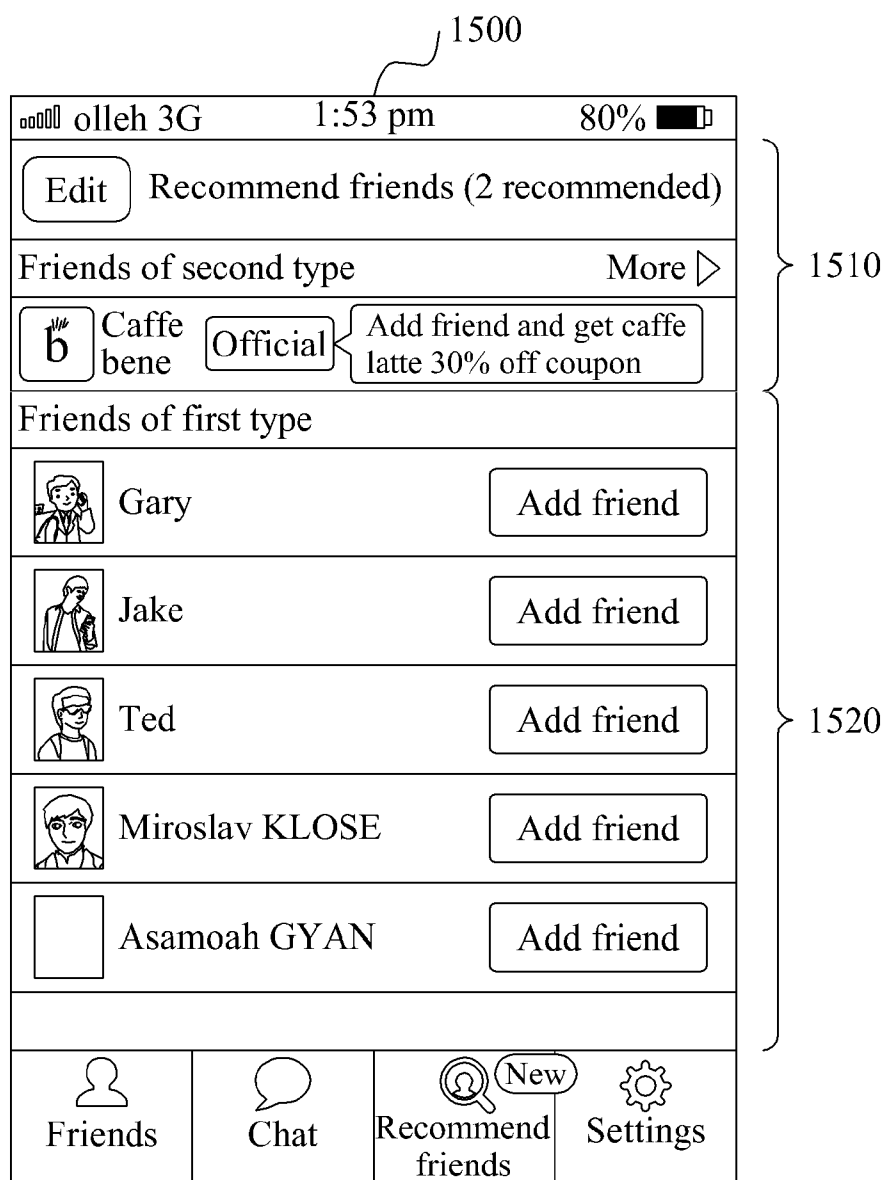 1500
olleh 3G 1:53 pm 80%
Edit Recommend friends (2 recommended)
1510
Friends of second type More
b Caffe bene Official Add friend and get caffe
latte 30% off coupon
Friends of first type
Gary Add friend
Jake Add friend
Ted Add friend
1520
Miroslav KLOSE Add friend
Asamoah GYAN Add friend
New
Friends Chat Recommend friends Settings